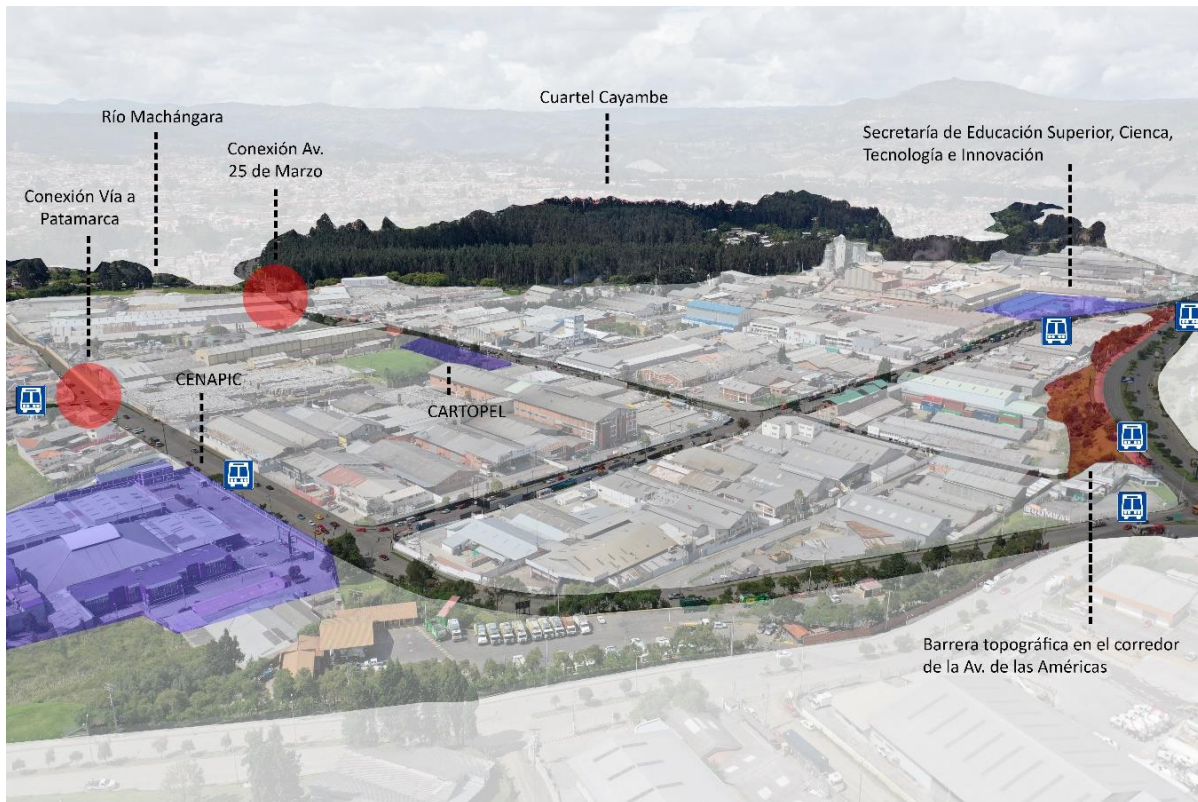 Cuartel Cayambe
Río Machángara
Secretaría de Educación Superior, Cienca,
Tecnología e Innovación
Conexión Av.
25 de Marzo
Conexión Vía a
Patamarca
CENAPIC
CARTOPEL
Barrera topográfica en el corredor
de la Av. de las Américas